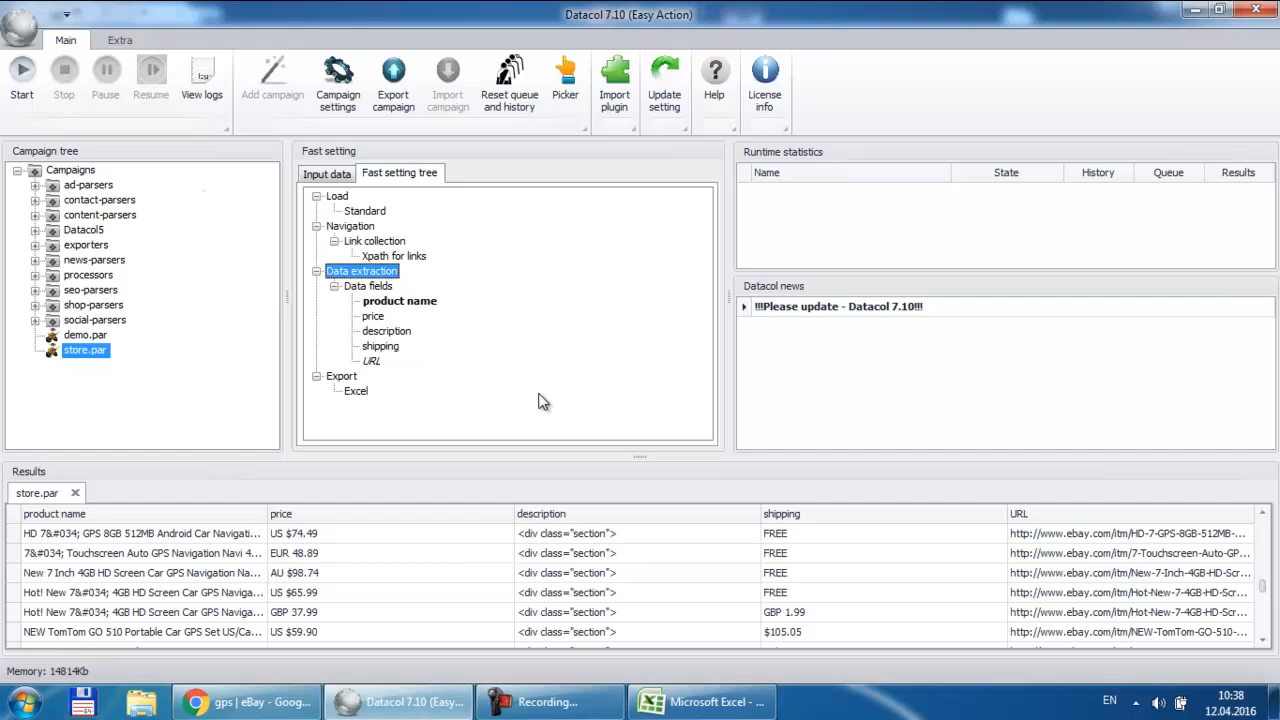 Datacol 7.10 (Easy Action)
Main Extra
Start Stop Pause Resume View logs Add campaign Campaign settings Export campaign Import campaign Reset queue and history Picker Import plugin Update setting Help License info
Campaign tree
Campaigns
ad-parsers
contact-parsers
content-parsers
Datacol5
exporters
news-parsers
processors
seo-parsers
shop-parsers
social-parsers
demo.par
store.par
Fast setting
Input data Fast setting tree
Load
Standard
Navigation
Link collection
Xpath for links
Data extraction
Data fields
product name
price
description
shipping
URL
Export
Excel
Runtime statistics
Name State History Queue Results
Datacol news
!!!Please update - Datacol 7.10!!!
Results
store.par
product name price description shipping URL
HD 7&#034; GPS 8GB 512MB Android Car Navigati... US $74.49 <div class="section"> FREE http://www.ebay.com/itm/HD-7-GPS-8GB-512MB-...
7&#034; Touchscreen Auto GPS Navigation Navi 4... EUR 48.89 <div class="section"> FREE http://www.ebay.com/itm/7-Touchscreen-Auto-GP...
New 7 Inch 4GB HD Screen Car GPS Navigation Na... AU $98.74 <div class="section"> FREE http://www.ebay.com/itm/New-7-Inch-4GB-HD-Scr...
Hot! New 7&#034; 4GB HD Screen Car GPS Naviga... US $65.99 <div class="section"> FREE http://www.ebay.com/itm/Hot-New-7-4GB-HD-Scr...
Hot! New 7&#034; 4GB HD Screen Car GPS Naviga... GBP 37.99 <div class="section"> GBP 1.99 http://www.ebay.com/itm/Hot-New-7-4GB-HD-Scr...
NEW TomTom GO 510 Portable Car GPS Set US/Ca... US $59.90 <div class="section"> $105.05 http://www.ebay.com/itm/NEW-TomTom-GO-510-...
Memory: 14814Kb
gps | eBay - Goog... Datacol 7.10 (Easy... Recording... Microsoft Excel - ... EN 10:38
12.04.2016